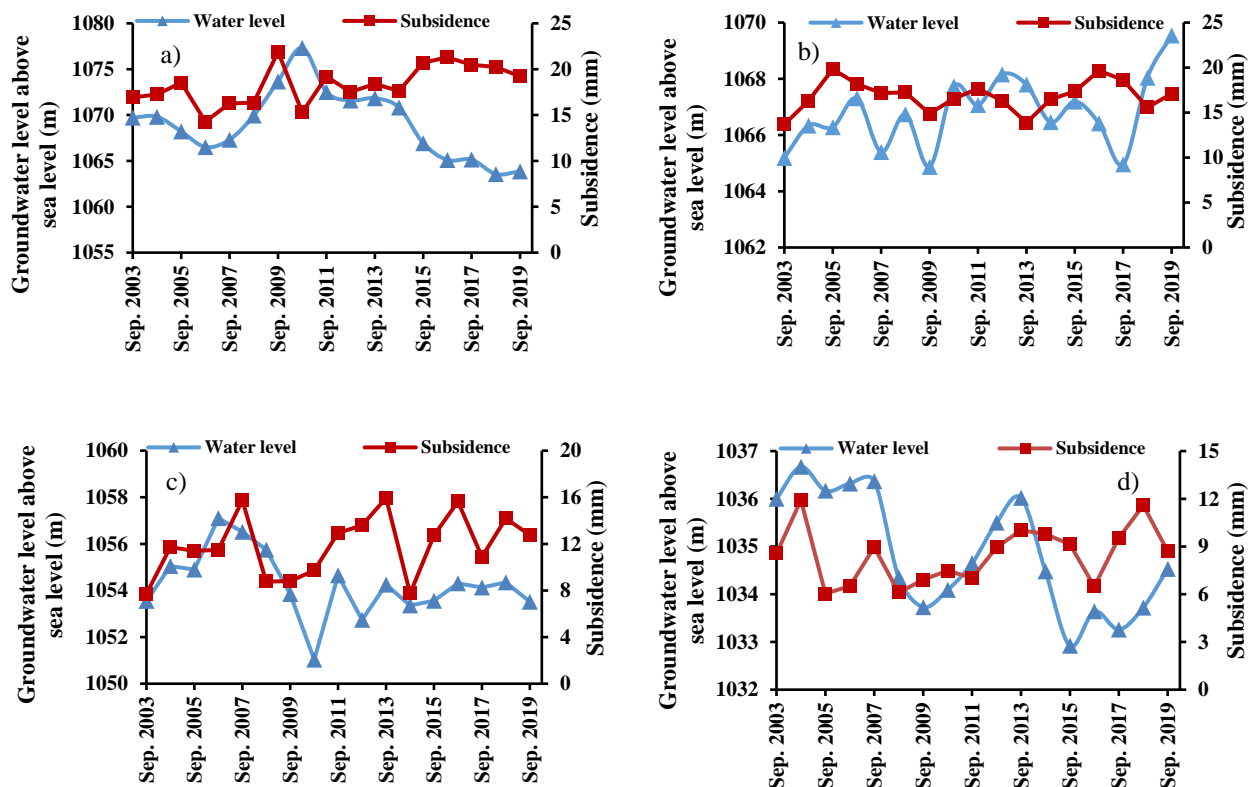 Water level Subsidence
a)
1080
1075
1070
1065
1060
1055
25
20
15
10
5
0
Groundwater level above
sea level (m)
Subsidence (mm)
Sep. 2003
Sep. 2005
Sep. 2007
Sep. 2009
Sep. 2011
Sep. 2013
Sep. 2015
Sep. 2017
Sep. 2019
Water level Subsidence
b)
1070
1068
1066
1064
1062
25
20
15
10
5
0
Groundwater level above
sea level (m)
Subsidence (mm)
Sep. 2003
Sep. 2005
Sep. 2007
Sep. 2009
Sep. 2011
Sep. 2013
Sep. 2015
Sep. 2017
Sep. 2019
Water level Subsidence
c)
1060
1058
1056
1054
1052
1050
20
16
12
8
4
0
Groundwater level above
sea level (m)
Subsidence (mm)
Sep. 2003
Sep. 2005
Sep. 2007
Sep. 2009
Sep. 2011
Sep. 2013
Sep. 2015
Sep. 2017
Sep. 2019
Water level Subsidence
d)
1037
1036
1035
1034
1033
1032
15
12
9
6
3
0
Groundwater level above
sea level (m)
Subsidence (mm)
Sep. 2003
Sep. 2005
Sep. 2007
Sep. 2009
Sep. 2011
Sep. 2013
Sep. 2015
Sep. 2017
Sep. 2019